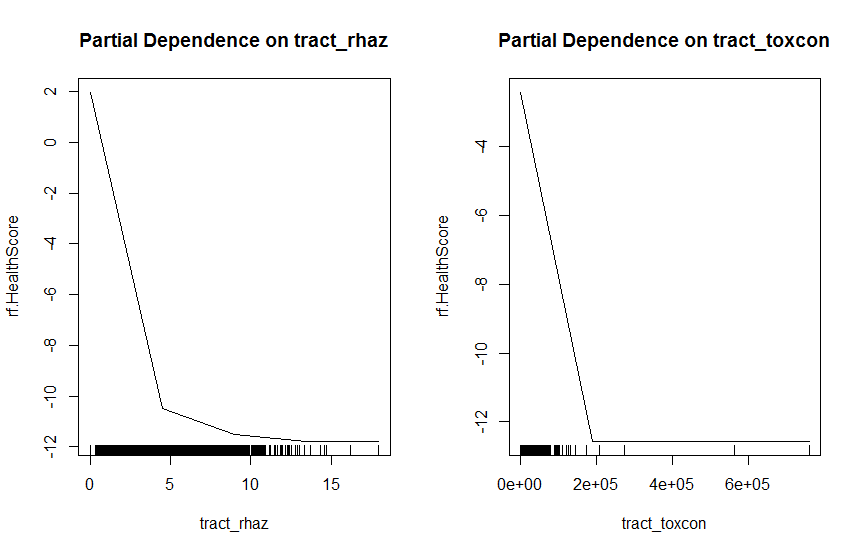 Partial Dependence on tract_rhaz
rf.HealthScore
2
0
-2
-4
-6
-8
-10
-12
0 5 10 15
tract_rhaz
Partial Dependence on tract_toxcon
rf.HealthScore
-4
-6
-8
-10
-12
0e+00 2e+05 4e+05 6e+05
tract_toxcon